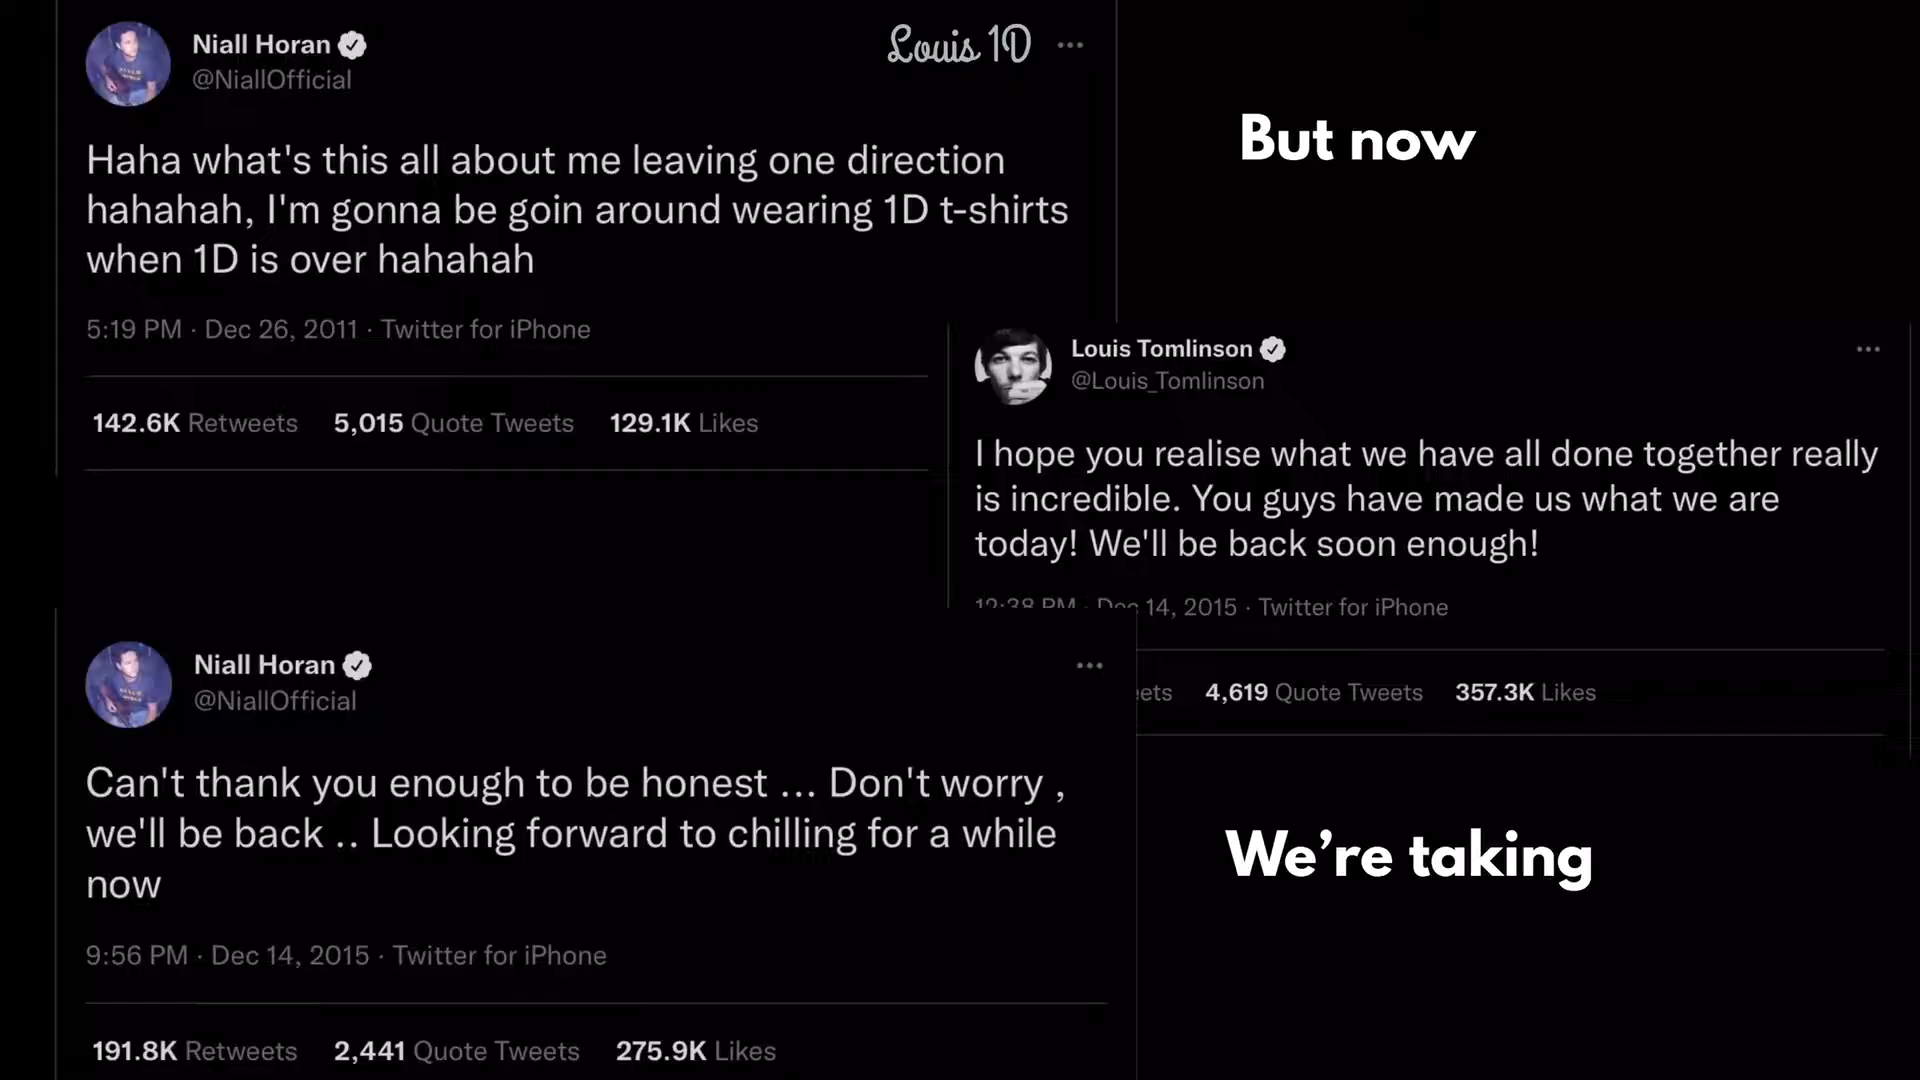 Niall Horan
@NiallOfficial
Louis 1D
Haha what's this all about me leaving one direction
hahahah, I'm gonna be goin around wearing 1D t-shirts
when 1D is over hahahah
5:19 PM · Dec 26, 2011 · Twitter for iPhone
142.6K Retweets 5,015 Quote Tweets 129.1K Likes
But now
Louis Tomlinson
@Louis_Tomlinson
I hope you realise what we have all done together really
is incredible. You guys have made us what we are
today! We'll be back soon enough!
12:38 PM · Dec 14, 2015 · Twitter for iPhone
4,619 Quote Tweets 357.3K Likes
Niall Horan
@NiallOfficial
Can't thank you enough to be honest ... Don't worry ,
we'll be back .. Looking forward to chilling for a while
now
9:56 PM · Dec 14, 2015 · Twitter for iPhone
191.8K Retweets 2,441 Quote Tweets 275.9K Likes
We're taking